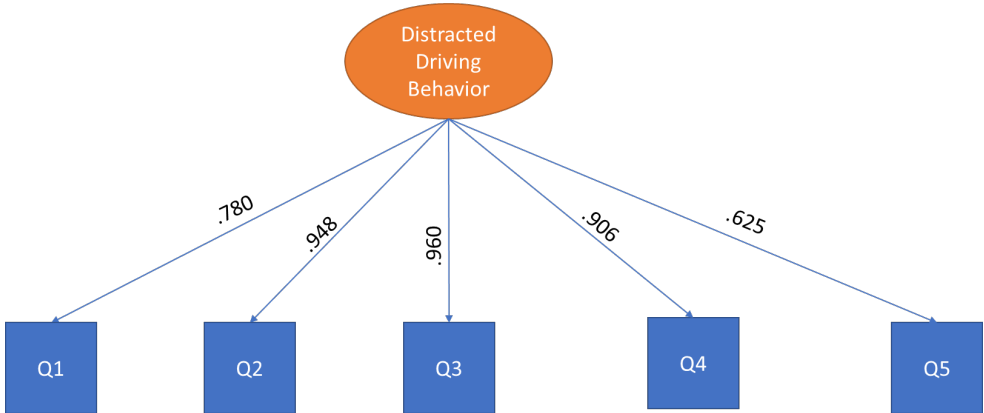 Distracted
Driving
Behavior
.780
.948
.960
.906
.625
Q1
Q2
Q3
Q4
Q5